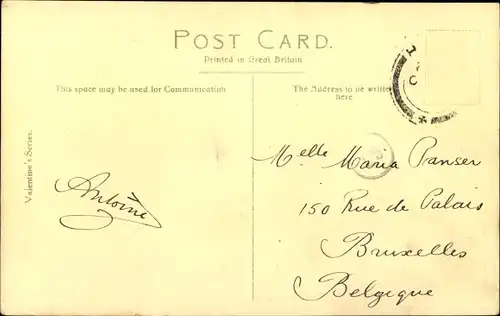 POST CARD.
Printed in Great Britain
This space may be used for Communication
The Address to be written
here
Valentine's Series.
Antoine
Melle Maria Panser
150 Rue de Palais
Bruxelles
Belgique